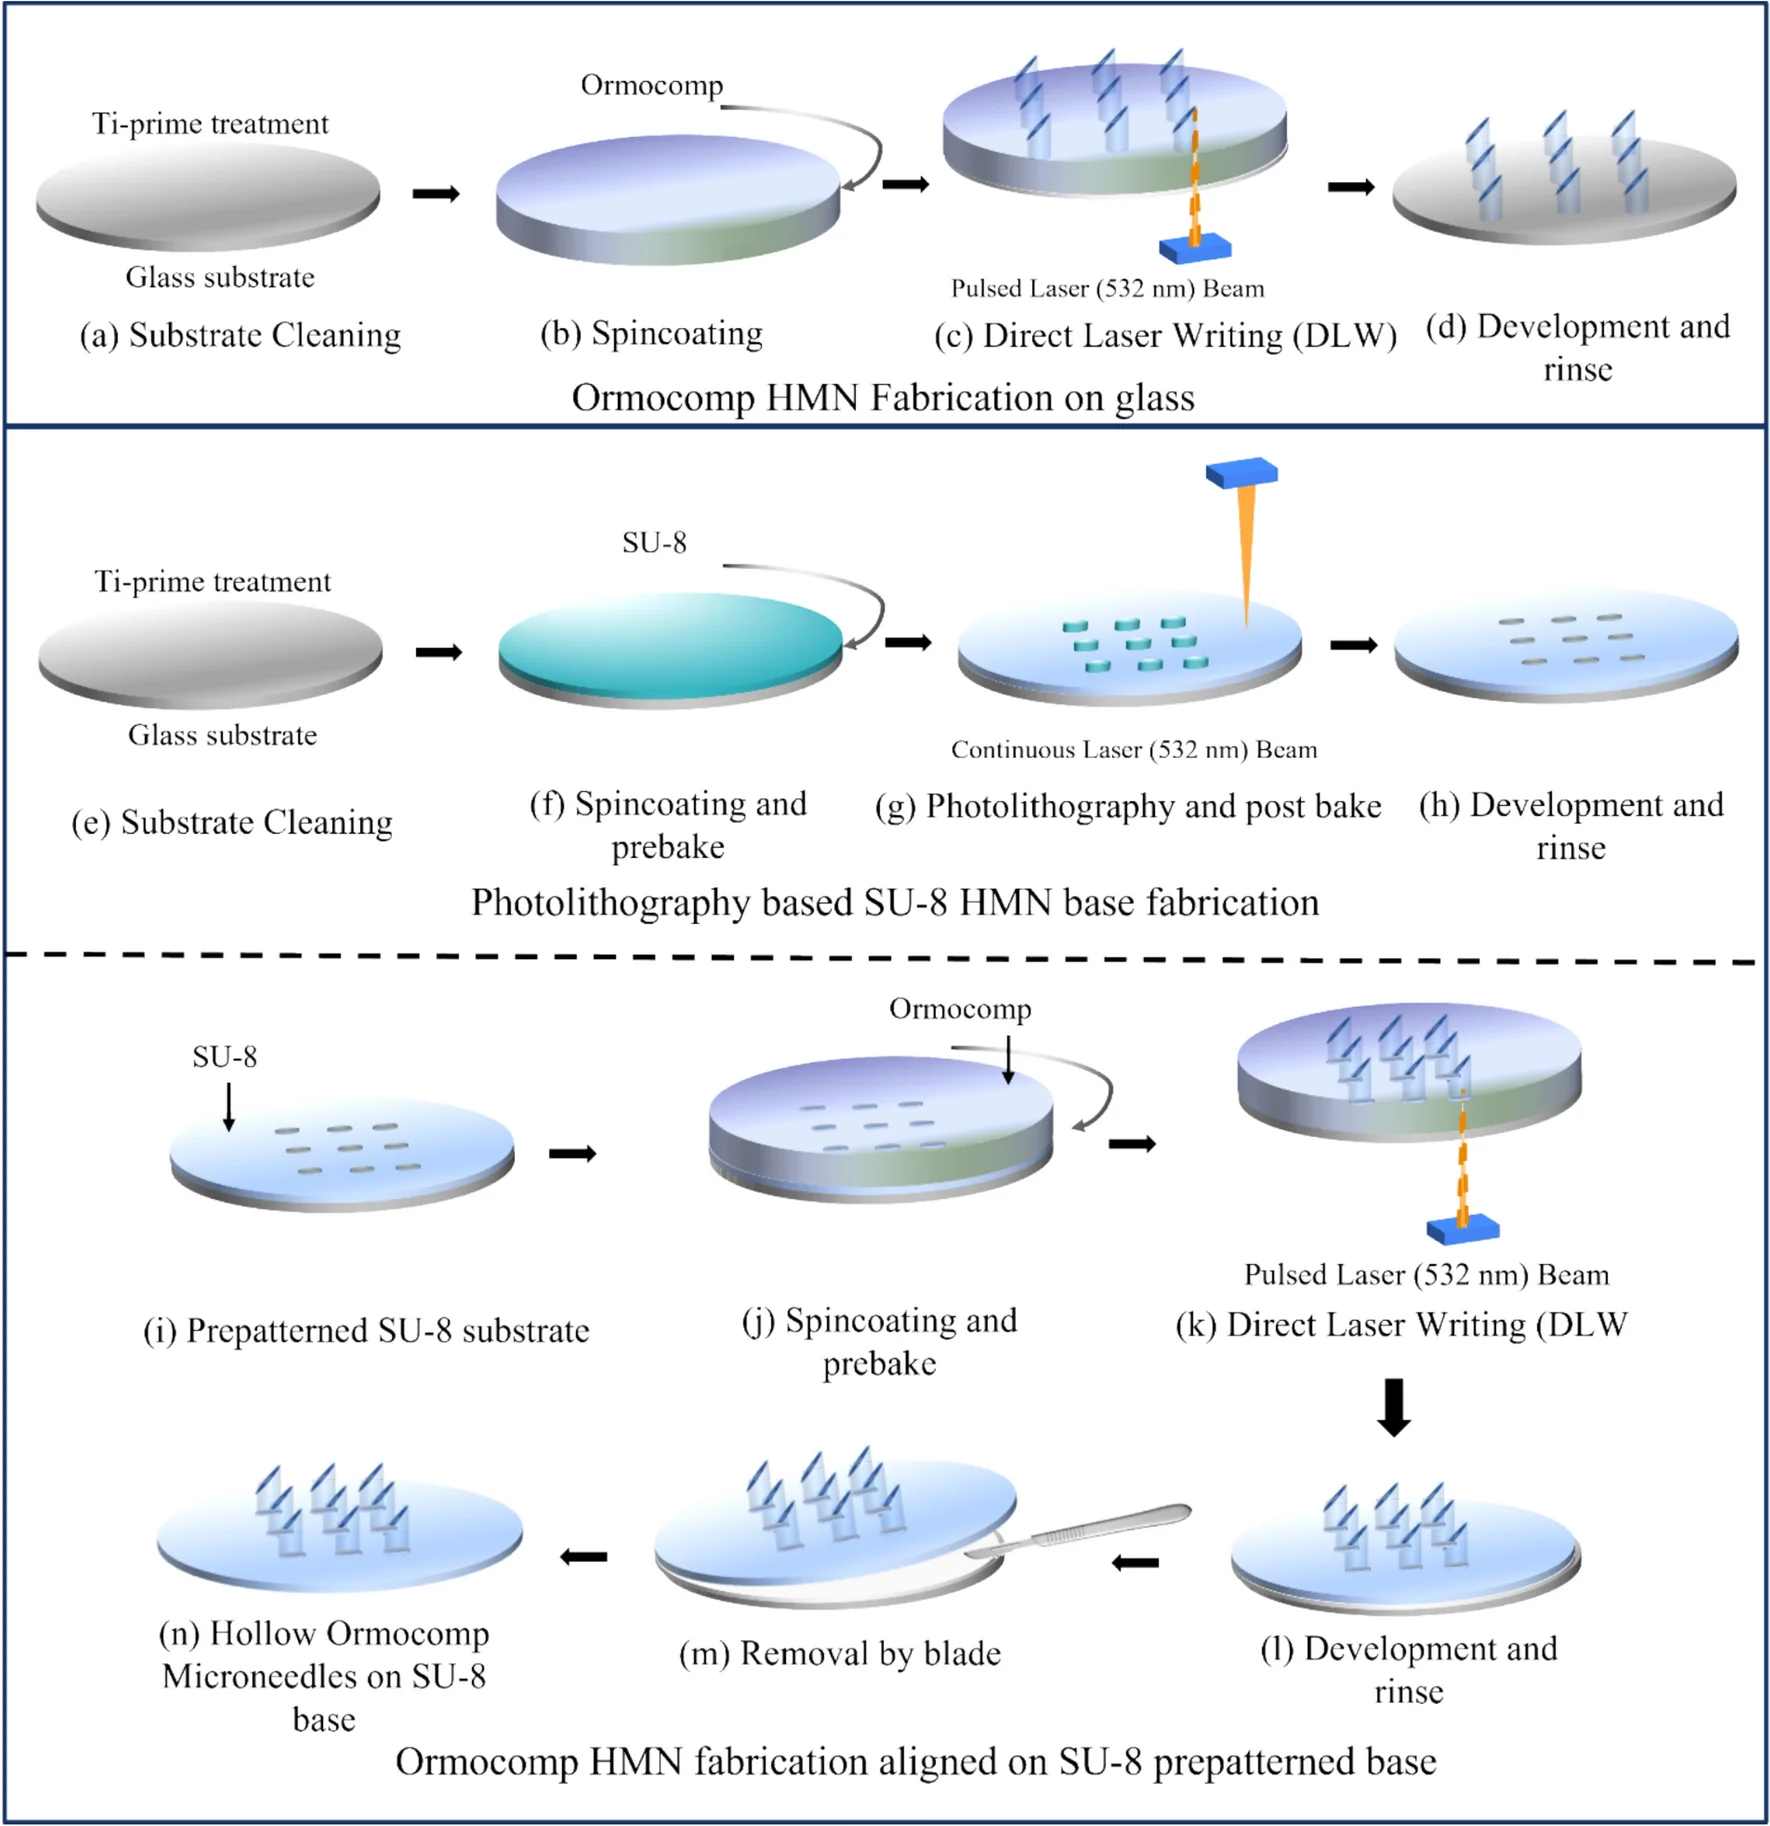 Ti-prime treatment
Glass substrate
(a) Substrate Cleaning
Ormocomp
(b) Spincoating
Pulsed Laser (532 nm) Beam
(c) Direct Laser Writing (DLW)
(d) Development and
rinse
Ormocomp HMN Fabrication on glass
Ti-prime treatment
Glass substrate
(e) Substrate Cleaning
SU-8
(f) Spincoating and
prebake
Continuous Laser (532 nm) Beam
(g) Photolithography and post bake
(h) Development and
rinse
Photolithography based SU-8 HMN base fabrication
SU-8
(i) Prepatterned SU-8 substrate
Ormocomp
(j) Spincoating and
prebake
Pulsed Laser (532 nm) Beam
(k) Direct Laser Writing (DLW
(l) Development and
rinse
(m) Removal by blade
(n) Hollow Ormocomp
Microneedles on SU-8
base
Ormocomp HMN fabrication aligned on SU-8 prepatterned base